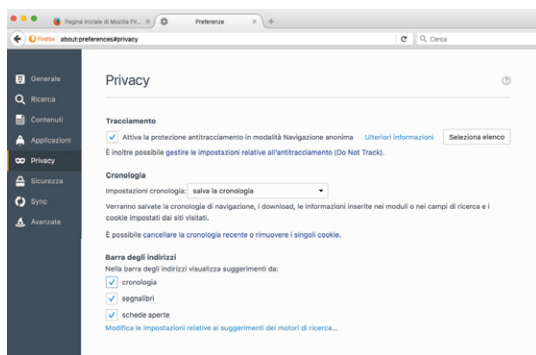 Pagina iniziale di Mozilla Fir...
Preferenze
Firefox about:preferences#privacy
Cerca
Generale
Ricerca
Contenuti
Applicazioni
Privacy
Sicurezza
Sync
Avanzate
Privacy
Tracciamento
Attiva la protezione antitracciamento in modalità Navigazione anonima Ulteriori informazioni Seleziona elenco
È inoltre possibile gestire le impostazioni relative all'antitracciamento (Do Not Track).
Cronologia
Impostazioni cronologia: salva la cronologia
Verranno salvate la cronologia di navigazione, i download, le informazioni inserite nei moduli o nei campi di ricerca e i
cookie impostati dai siti visitati.
È possibile cancellare la cronologia recente o rimuovere i singoli cookie.
Barra degli indirizzi
Nella barra degli indirizzi visualizza suggerimenti da:
cronologia
segnalibri
schede aperte
Modifica le impostazioni relative ai suggerimenti dei motori di ricerca...